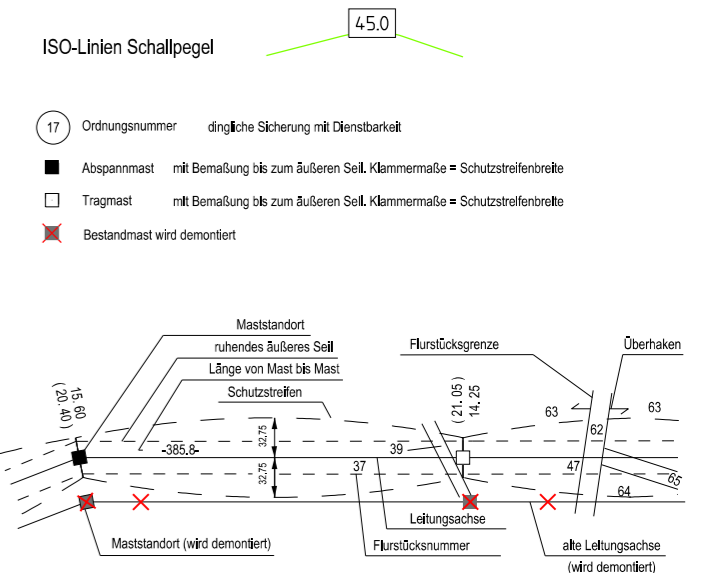 45.0
ISO-Linien Schallpegel
17 Ordnungsnummer dingliche Sicherung mit Dienstbarkeit
Abspannmast mit Bemaßung bis zum äußeren Seil. Klammermaße = Schutzstreifenbreite
Tragmast mit Bemaßung bis zum äußeren Seil. Klammermaße = Schutzstreifenbreite
Bestandmast wird demontiert
Maststandort
ruhendes äußeres Seil
Länge von Mast bis Mast
Schutzstreifen
Flurstücksgrenze
Überhaken
15.60
(20.40)
(21.05)
14.25
63
63
62
32,75
-385.8-
39
32,75
37
47
65
64
Leitungsachse
Maststandort (wird demontiert)
Flurstücksnummer
alte Leitungsachse
(wird demontiert)